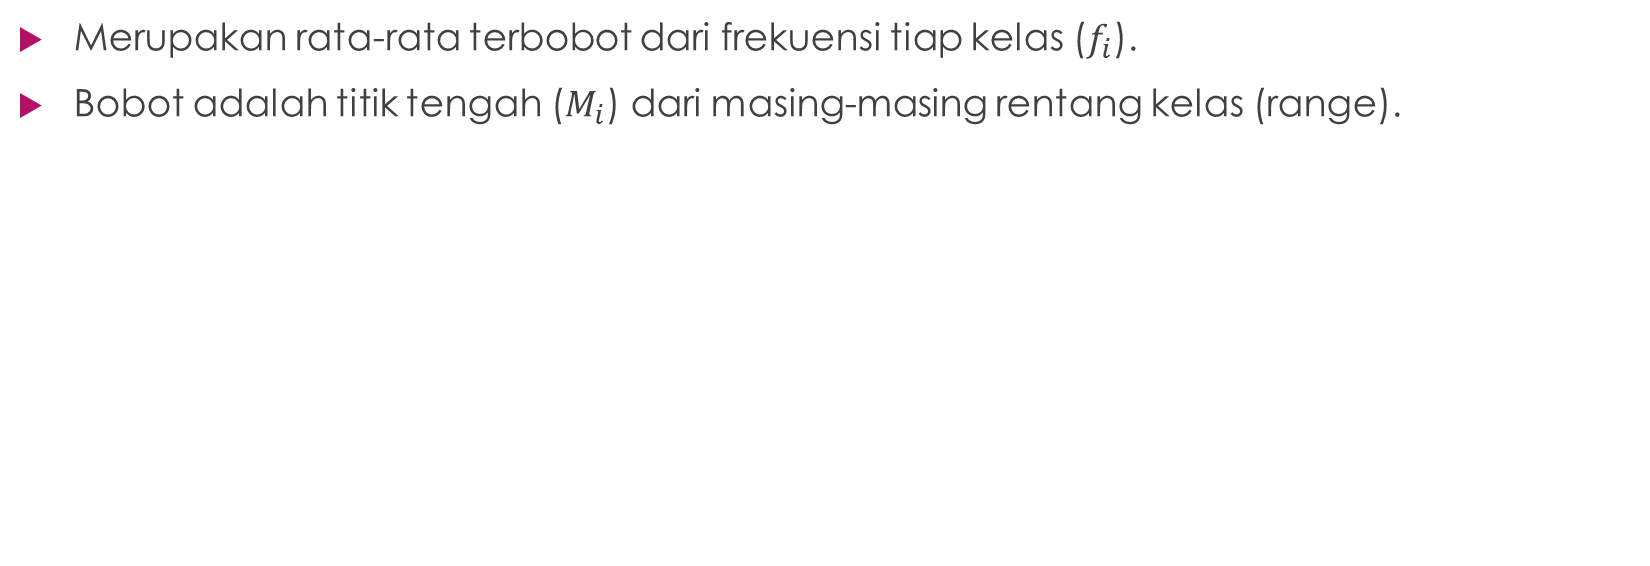 Merupakan rata-rata terbobot dari frekuensi tiap kelas (𝑓ᵢ).
Bobot adalah titik tengah (𝑀ᵢ) dari masing-masing rentang kelas (range).